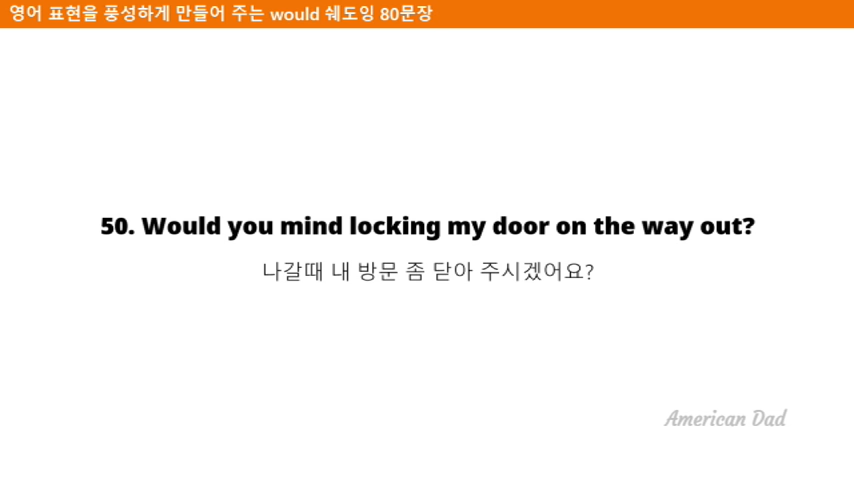 영어 표현을 풍성하게 만들어 주는 would 쉐도잉 80문장
50. Would you mind locking my door on the way out?
나갈때 내 방문 좀 닫아 주시겠어요?
American Dad